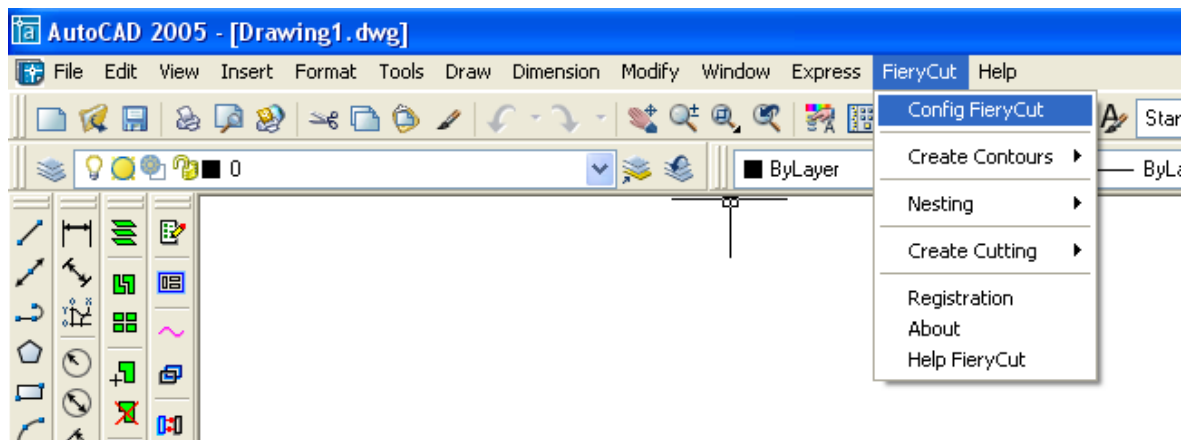 AutoCAD 2005 - [Drawing1.dwg]
File Edit View Insert Format Tools Draw Dimension Modify Window Express FieryCut Help
Config FieryCut
Star
0
ByLayer
ByLa
Create Contours
Nesting
Create Cutting
Registration
About
Help FieryCut